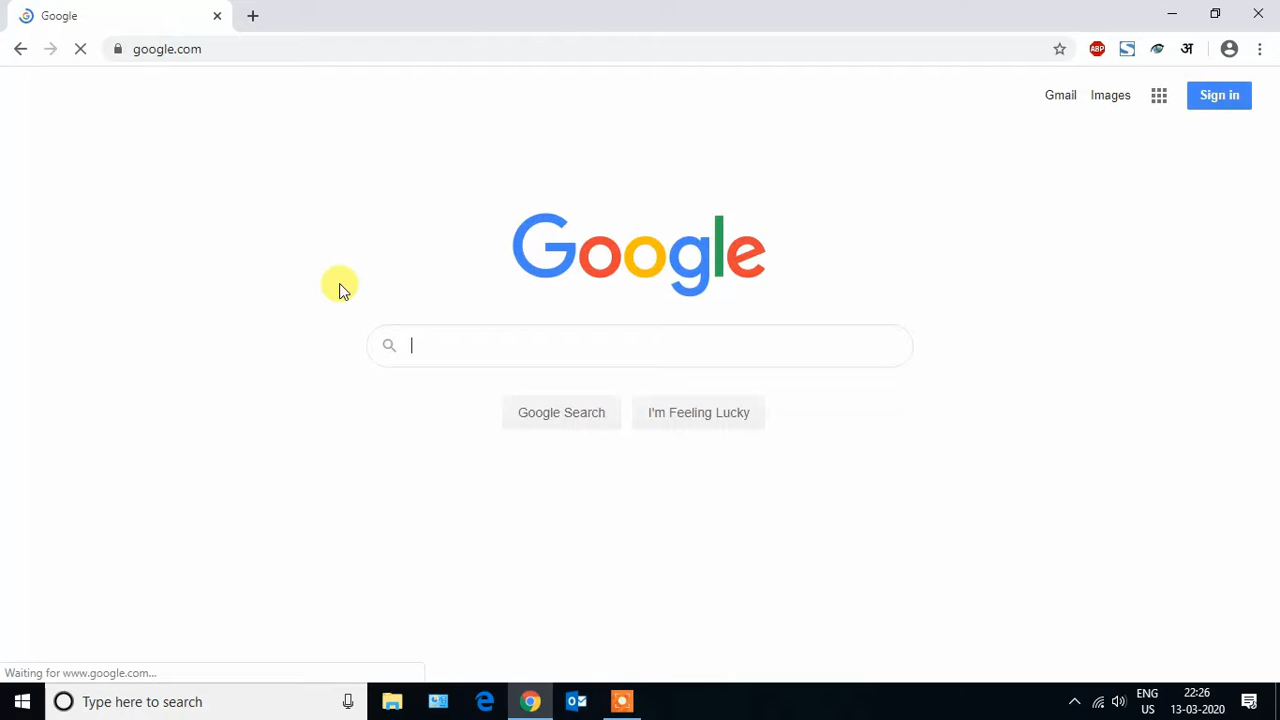 Google
google.com
ABP
अ
Gmail
Images
Sign in
Google
Google Search
I'm Feeling Lucky
Waiting for www.google.com...
Type here to search
ENG
US
22:26
13-03-2020